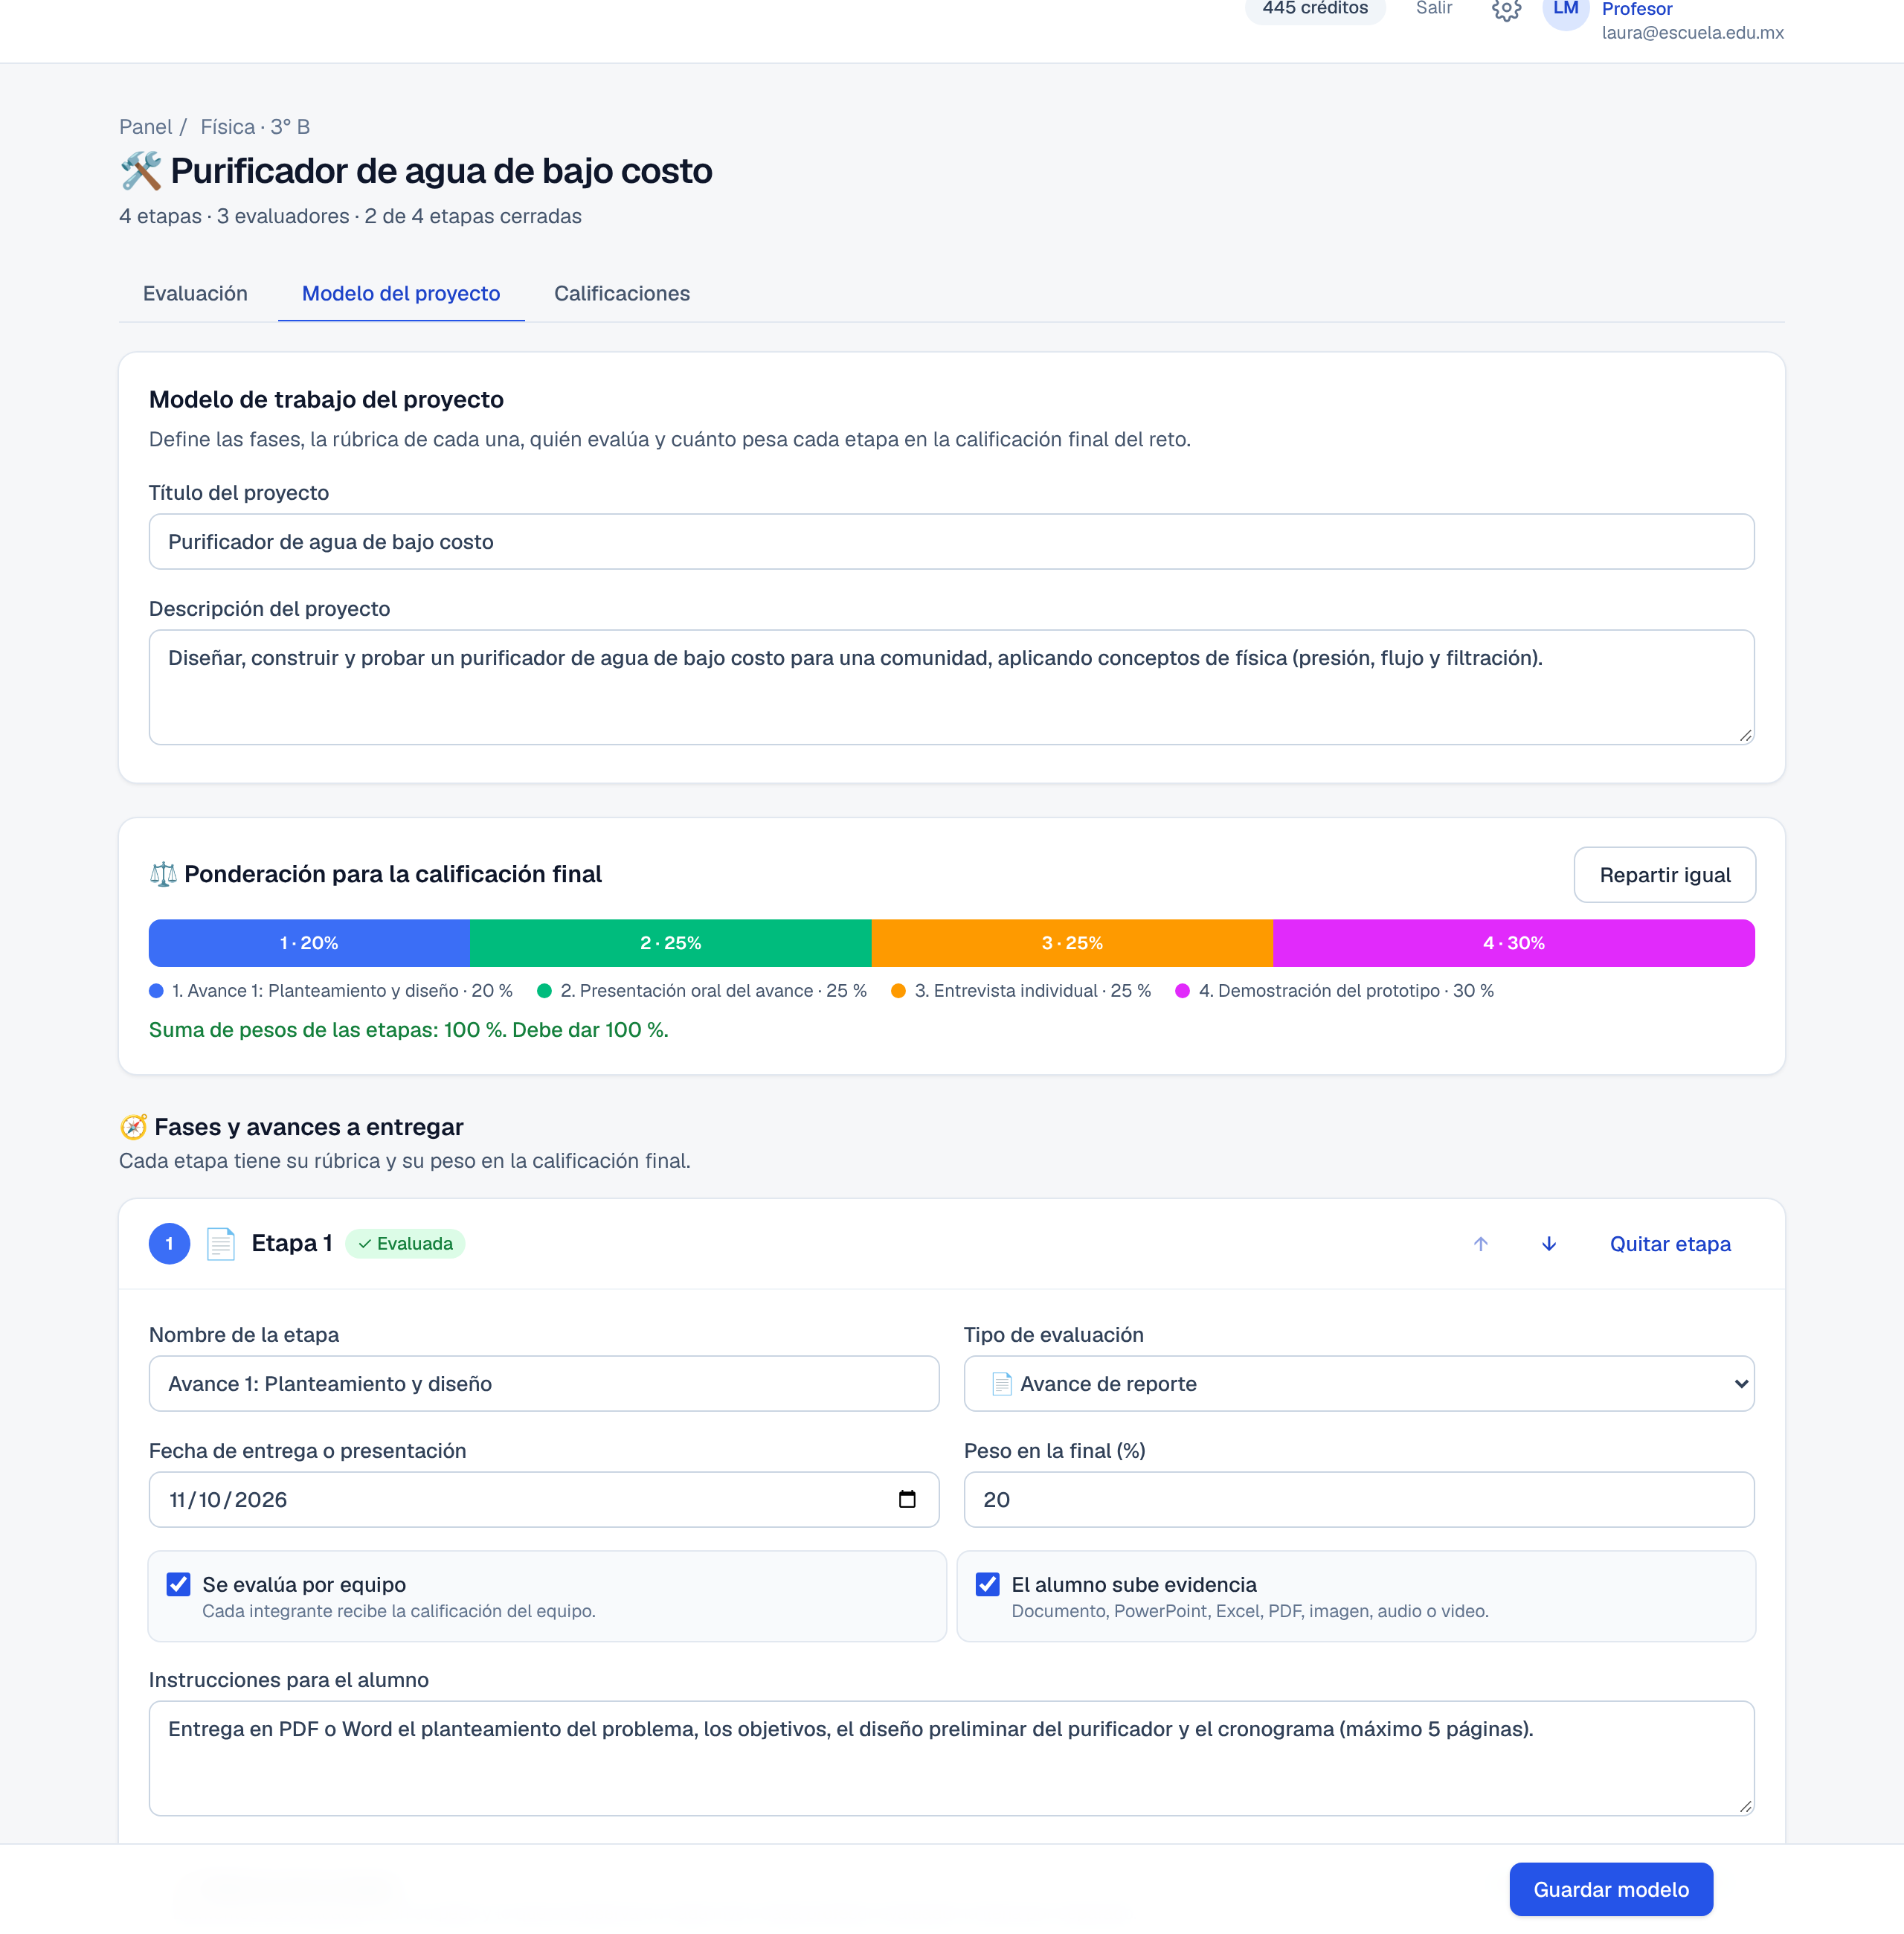 445 créditos
Salir
LM
Profesor
laura@escuela.edu.mx
Panel / Física · 3° B
Purificador de agua de bajo costo
4 etapas · 3 evaluadores · 2 de 4 etapas cerradas
Evaluación
Modelo del proyecto
Calificaciones
Modelo de trabajo del proyecto
Define las fases, la rúbrica de cada una, quién evalúa y cuánto pesa cada etapa en la calificación final del reto.
Título del proyecto
Purificador de agua de bajo costo
Descripción del proyecto
Diseñar, construir y probar un purificador de agua de bajo costo para una comunidad, aplicando conceptos de física (presión, flujo y filtración).
Ponderación para la calificación final
Repartir igual
1 · 20%
2 · 25%
3 · 25%
4 · 30%
1. Avance 1: Planteamiento y diseño · 20 %
2. Presentación oral del avance · 25 %
3. Entrevista individual · 25 %
4. Demostración del prototipo · 30 %
Suma de pesos de las etapas: 100 %. Debe dar 100 %.
Fases y avances a entregar
Cada etapa tiene su rúbrica y su peso en la calificación final.
1
Etapa 1
✓ Evaluada
↑
↓
Quitar etapa
Nombre de la etapa
Avance 1: Planteamiento y diseño
Tipo de evaluación
Avance de reporte
Fecha de entrega o presentación
11/10/2026
Peso en la final (%)
20
Se evalúa por equipo
Cada integrante recibe la calificación del equipo.
El alumno sube evidencia
Documento, PowerPoint, Excel, PDF, imagen, audio o video.
Instrucciones para el alumno
Entrega en PDF o Word el planteamiento del problema, los objetivos, el diseño preliminar del purificador y el cronograma (máximo 5 páginas).
Guardar modelo